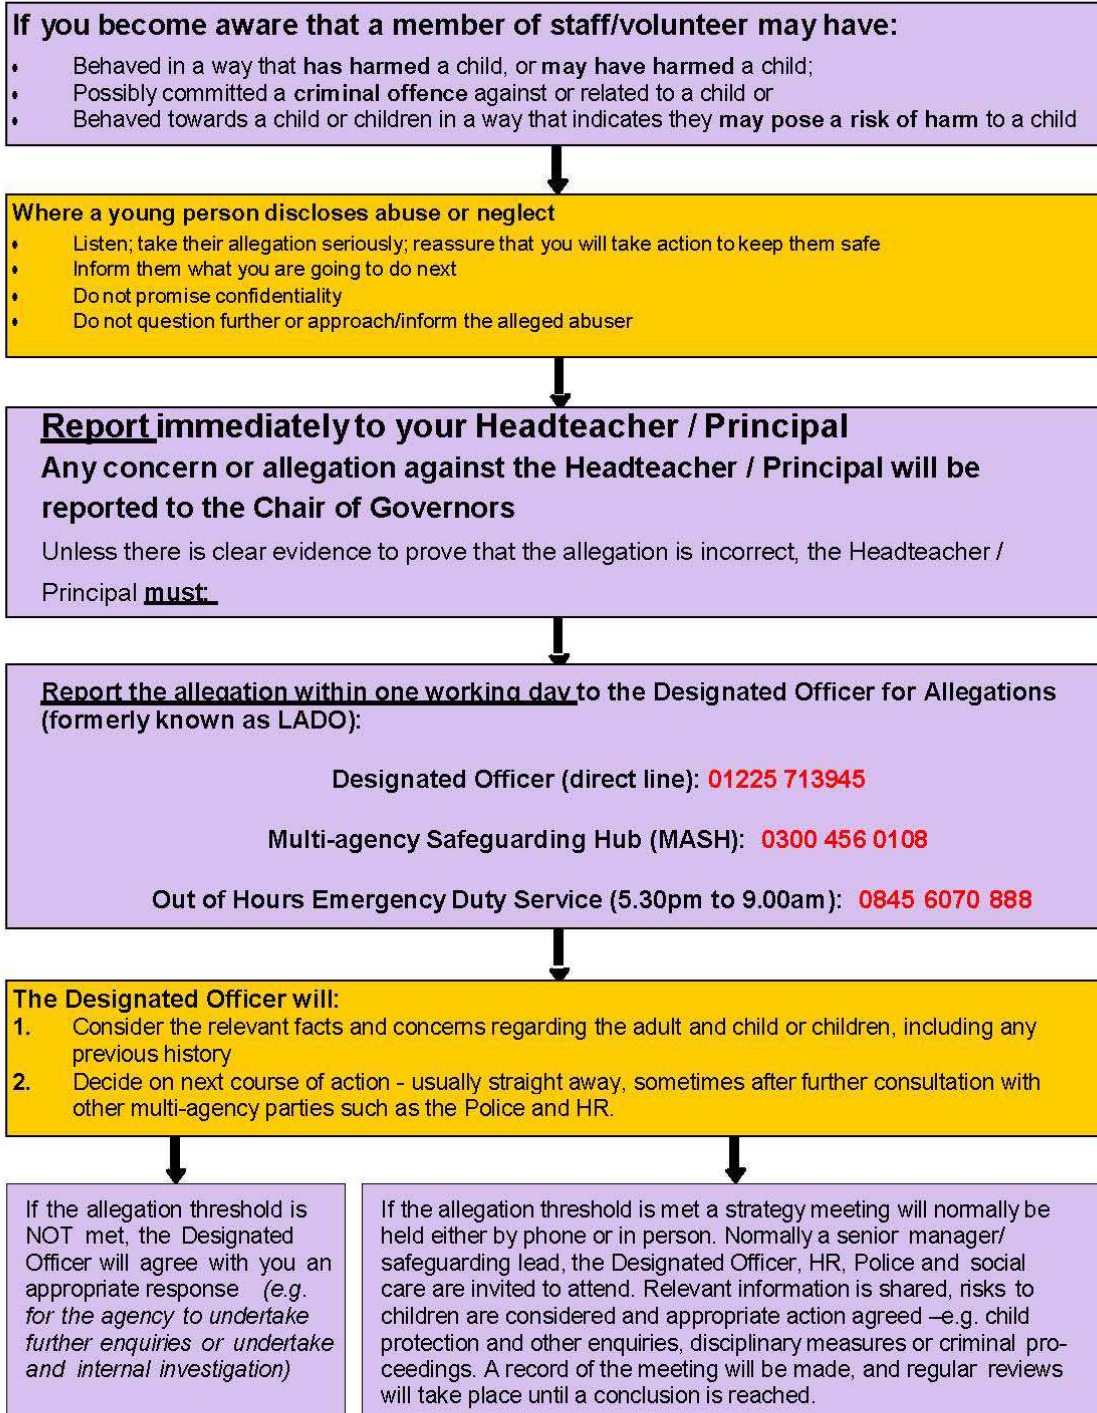 If you become aware that a member of staff/volunteer may have:
• Behaved in a way that has harmed a child, or may have harmed a child;
• Possibly committed a criminal offence against or related to a child or
• Behaved towards a child or children in a way that indicates they may pose a risk of harm to a child
Where a young person discloses abuse or neglect
• Listen; take their allegation seriously; reassure that you will take action to keep them safe
• Inform them what you are going to do next
• Do not promise confidentiality
• Do not question further or approach/inform the alleged abuser
Report immediately to your Headteacher / Principal
Any concern or allegation against the Headteacher / Principal will be
reported to the Chair of Governors
Unless there is clear evidence to prove that the allegation is incorrect, the Headteacher /
Principal must:
Report the allegation within one working day to the Designated Officer for Allegations
(formerly known as LADO):
Designated Officer (direct line): 01225 713945
Multi-agency Safeguarding Hub (MASH): 0300 456 0108
Out of Hours Emergency Duty Service (5.30pm to 9.00am): 0845 6070 888
The Designated Officer will:
1. Consider the relevant facts and concerns regarding the adult and child or children, including any
previous history
2. Decide on next course of action - usually straight away, sometimes after further consultation with
other multi-agency parties such as the Police and HR.
If the allegation threshold is
NOT met, the Designated
Officer will agree with you an
appropriate response (e.g.
for the agency to undertake
further enquiries or undertake
and internal investigation)
If the allegation threshold is met a strategy meeting will normally be
held either by phone or in person. Normally a senior manager/
safeguarding lead, the Designated Officer, HR, Police and social
care are invited to attend. Relevant information is shared, risks to
children are considered and appropriate action agreed –e.g. child
protection and other enquiries, disciplinary measures or criminal pro-
ceedings. A record of the meeting will be made, and regular reviews
will take place until a conclusion is reached.